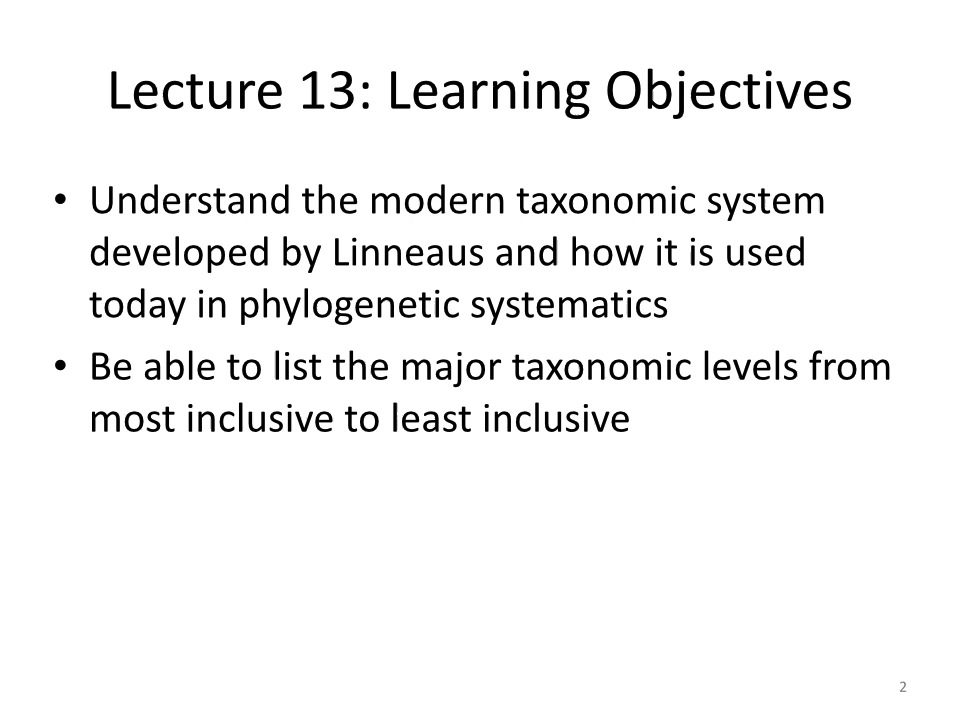 Lecture 13: Learning Objectives
• Understand the modern taxonomic system
developed by Linneaus and how it is used
today in phylogenetic systematics
• Be able to list the major taxonomic levels from
most inclusive to least inclusive
2